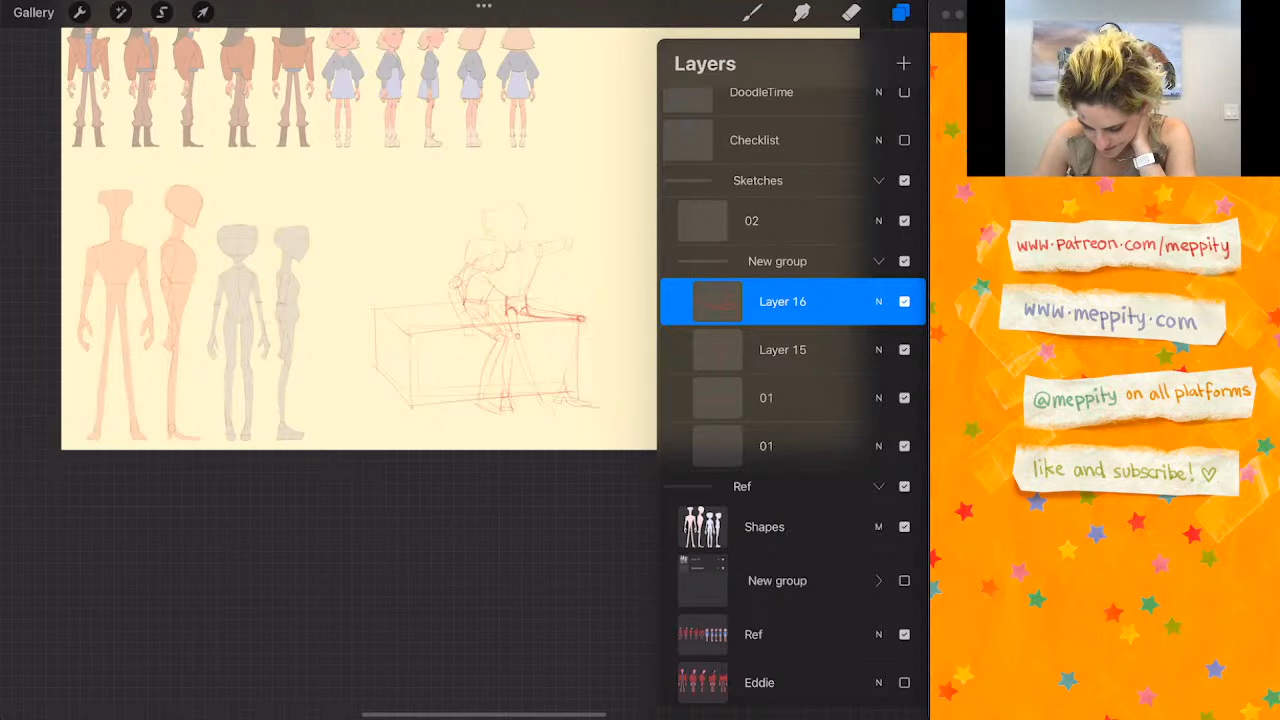 Gallery
Layers
DoodleTime N
Checklist N
Sketches
02 N
New group
Layer 16 N
Layer 15 N
01 N
01 N
Ref
Shapes M
New group
Ref N
Eddie N
www.patreon.com/meppity
www.meppity.com
@meppity on all platforms
like and subscribe! ♡